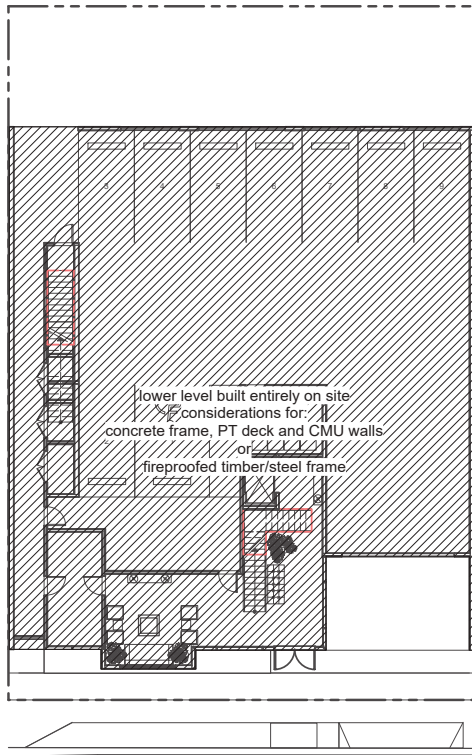 3 4 5 6 7 8 9
lower level built entirely on site
considerations for:
concrete frame, PT deck and CMU walls
or
fireproofed timber/steel frame